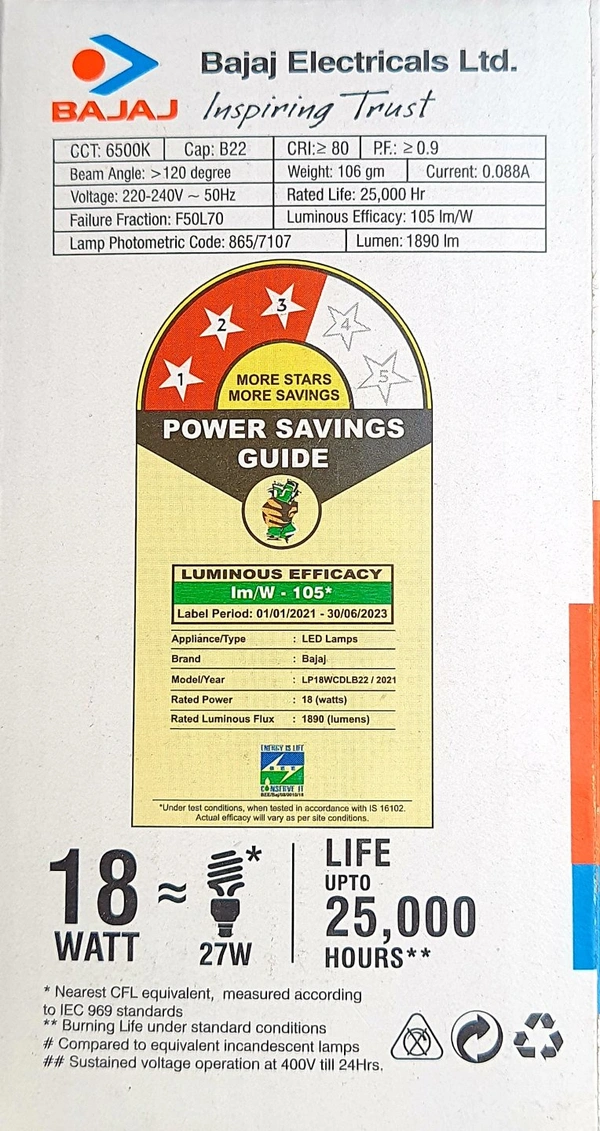 BAJAJ
Bajaj Electricals Ltd.
Inspiring Trust
CCT: 6500K Cap: B22 CRI:≥ 80 P.F.: ≥ 0.9
Beam Angle: >120 degree Weight: 106 gm Current: 0.088A
Voltage: 220-240V ~ 50Hz Rated Life: 25,000 Hr
Failure Fraction: F50L70 Luminous Efficacy: 105 lm/W
Lamp Photometric Code: 865/7107 Lumen: 1890 lm
1 2 3 4 5
MORE STARS
MORE SAVINGS
POWER SAVINGS
GUIDE
LUMINOUS EFFICACY
lm/W - 105*
Label Period: 01/01/2021 - 30/06/2023
Appliance/Type : LED Lamps
Brand : Bajaj
Model/Year : LP18WCDLB22 / 2021
Rated Power : 18 (watts)
Rated Luminous Flux : 1890 (lumens)
ENERGY IS LIFE
CONSERVE IT
*Under test conditions, when tested in accordance with IS 16102.
Actual efficacy will vary as per site conditions.
18 ≈ *
WATT 27W
LIFE
UPTO
25,000
HOURS**
* Nearest CFL equivalent, measured according
to IEC 969 standards
** Burning Life under standard conditions
# Compared to equivalent incandescent lamps
## Sustained voltage operation at 400V till 24Hrs.